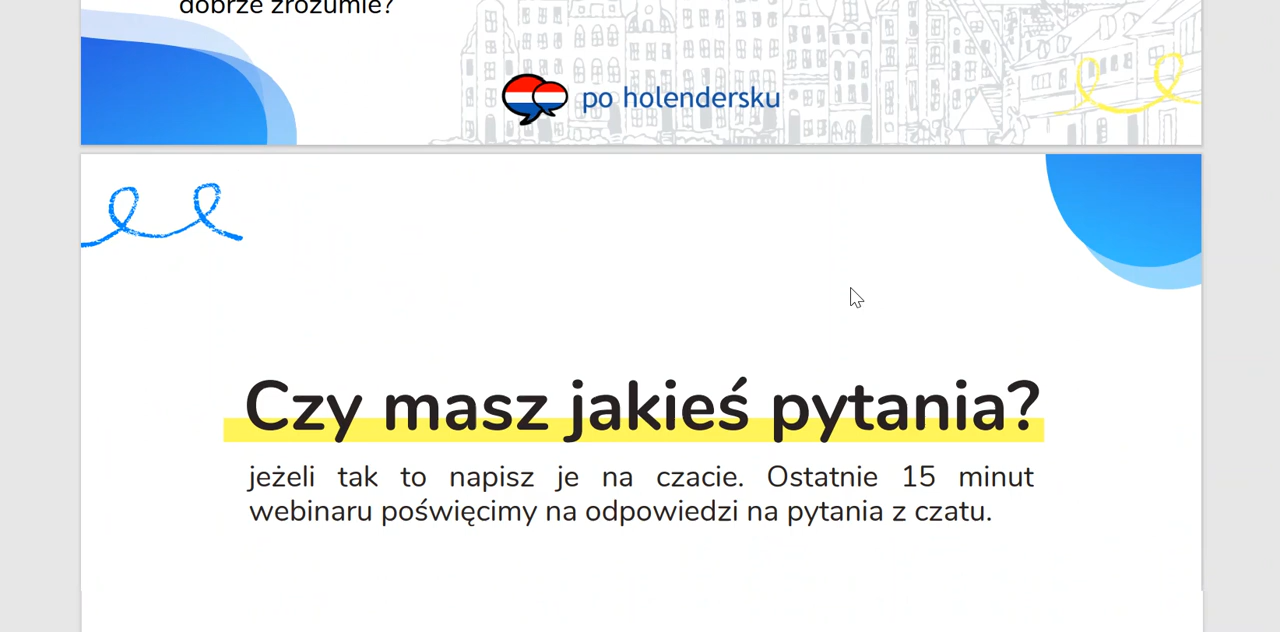 dobrze zrozumie?
po holendersku
Czy masz jakieś pytania?
jeżeli tak to napisz je na czacie. Ostatnie 15 minut
webinaru poświęcimy na odpowiedzi na pytania z czatu.